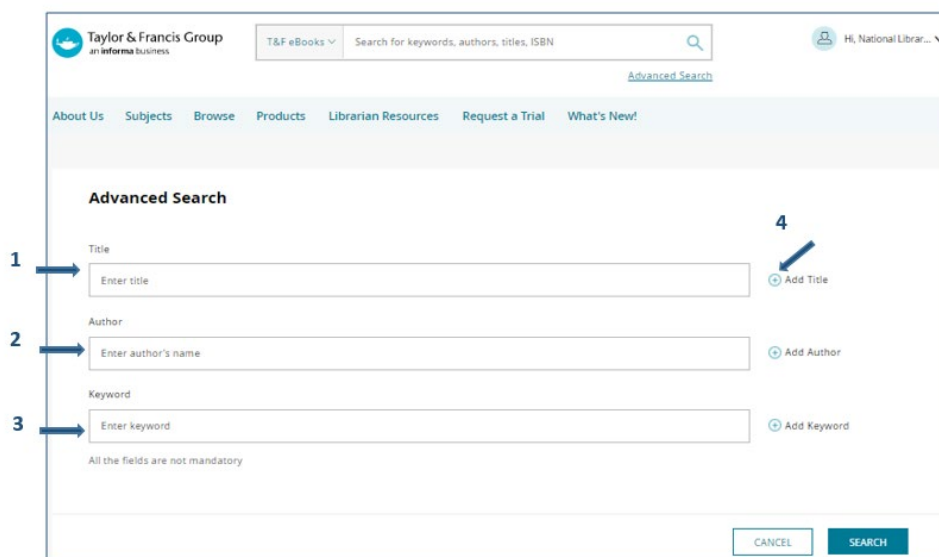 Taylor & Francis Group
an informa business
T&F eBooks
Search for keywords, authors, titles, ISBN
Hi, National Librar...
Advanced Search
About Us Subjects Browse Products Librarian Resources Request a Trial What's New!
Advanced Search
4
Title
1
Enter title
Add Title
Author
2
Enter author's name
Add Author
Keyword
3
Enter keyword
Add Keyword
All the fields are not mandatory
CANCEL SEARCH